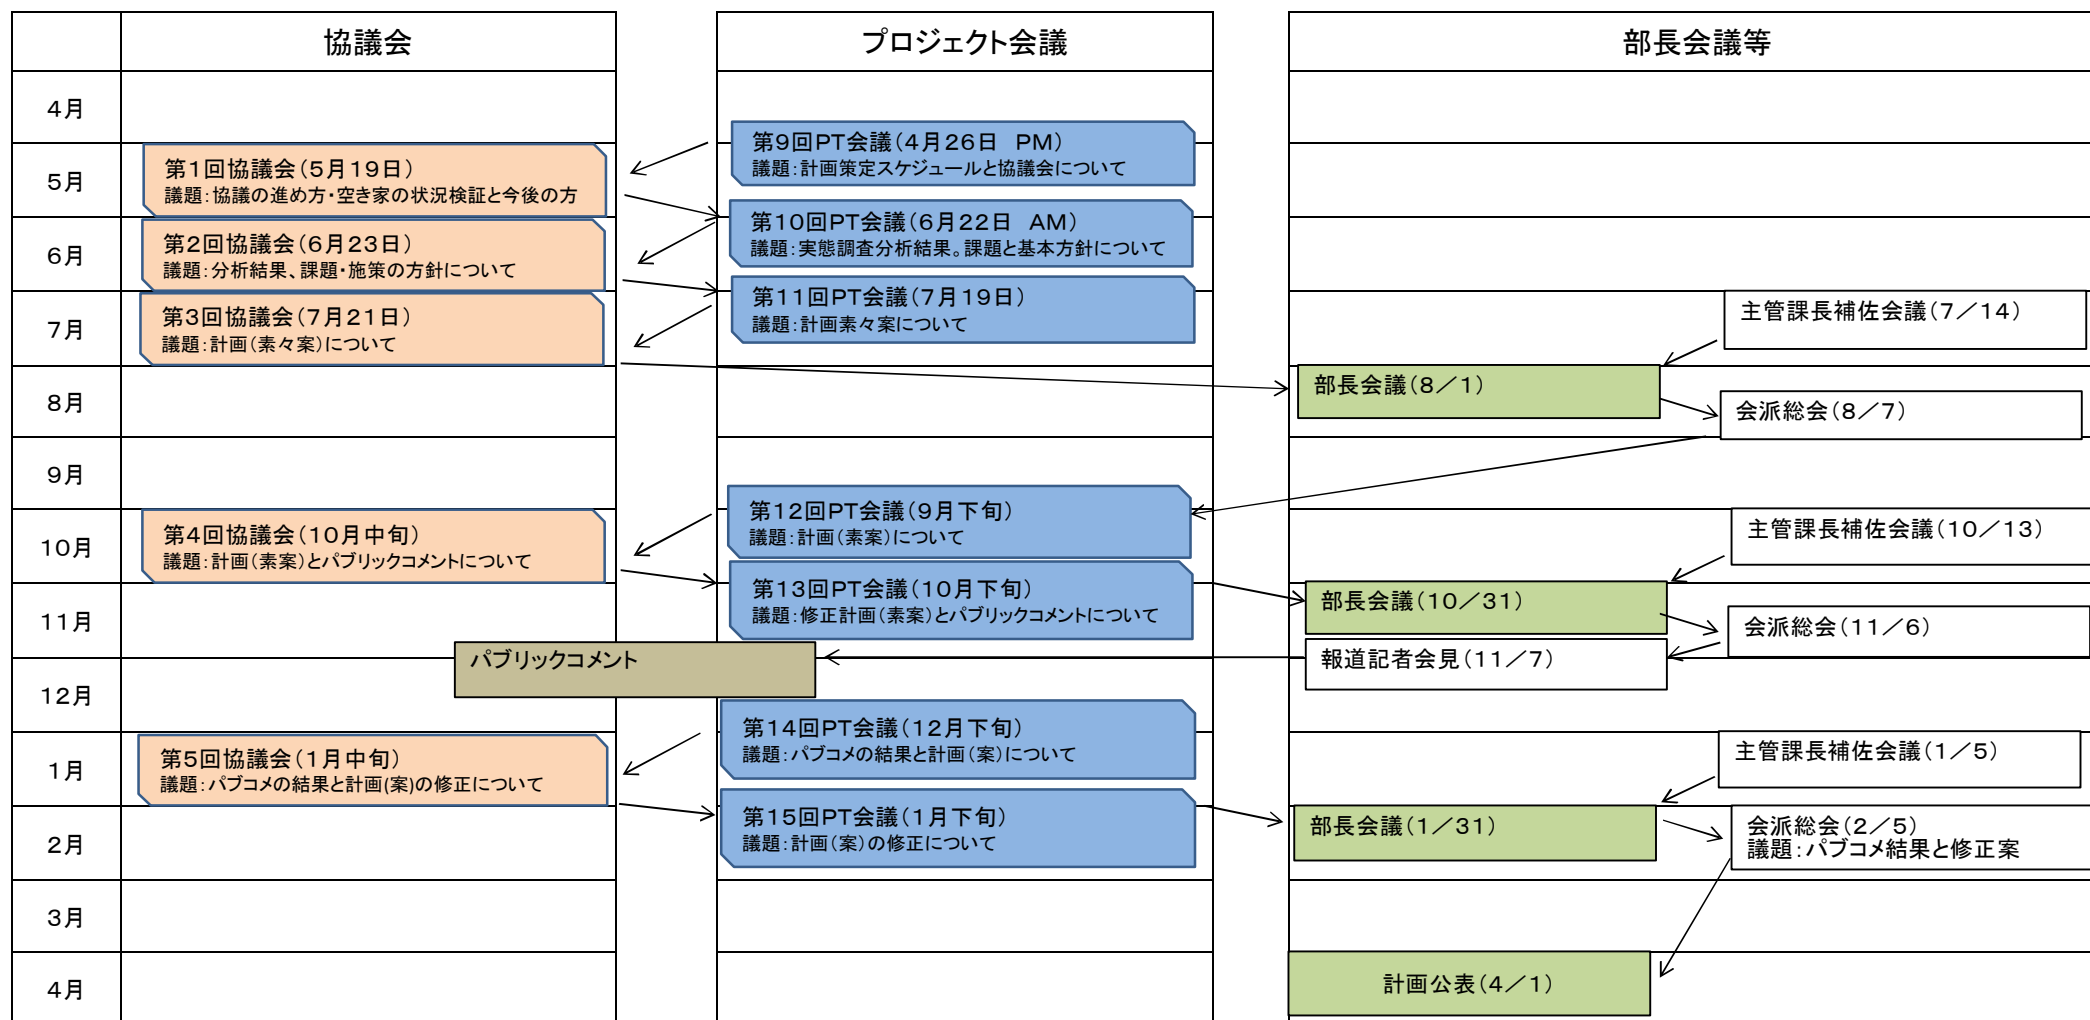 協議会
プロジェクト会議
部長会議等
4月
第9回PT会議(4月26日　PM)
議題:計画策定スケジュールと協議会について
5月
第1回協議会(5月19日)
議題:協議の進め方・空き家の状況検証と今後の方
第10回PT会議(6月22日　AM)
議題:実態調査分析結果。課題と基本方針について
6月
第2回協議会(6月23日)
議題:分析結果、課題・施策の方針について
第11回PT会議(7月19日)
議題:計画素々案について
7月
第3回協議会(7月21日)
議題:計画(素々案)について
主管課長補佐会議(7／14)
8月
部長会議(8／1)
会派総会(8／7)
9月
第12回PT会議(9月下旬)
議題:計画(素案)について
10月
第4回協議会(10月中旬)
議題:計画(素案)とパブリックコメントについて
主管課長補佐会議(10／13)
第13回PT会議(10月下旬)
議題:修正計画(素案)とパブリックコメントについて
部長会議(10／31)
11月
会派総会(11／6)
パブリックコメント
報道記者会見(11／7)
12月
第14回PT会議(12月下旬)
議題:パブコメの結果と計画(案)について
1月
第5回協議会(1月中旬)
議題:パブコメの結果と計画(案)の修正について
主管課長補佐会議(1／5)
第15回PT会議(1月下旬)
議題:計画(案)の修正について
部長会議(1／31)
会派総会(2／5)
議題:パブコメ結果と修正案
2月
3月
4月
計画公表(4／1)